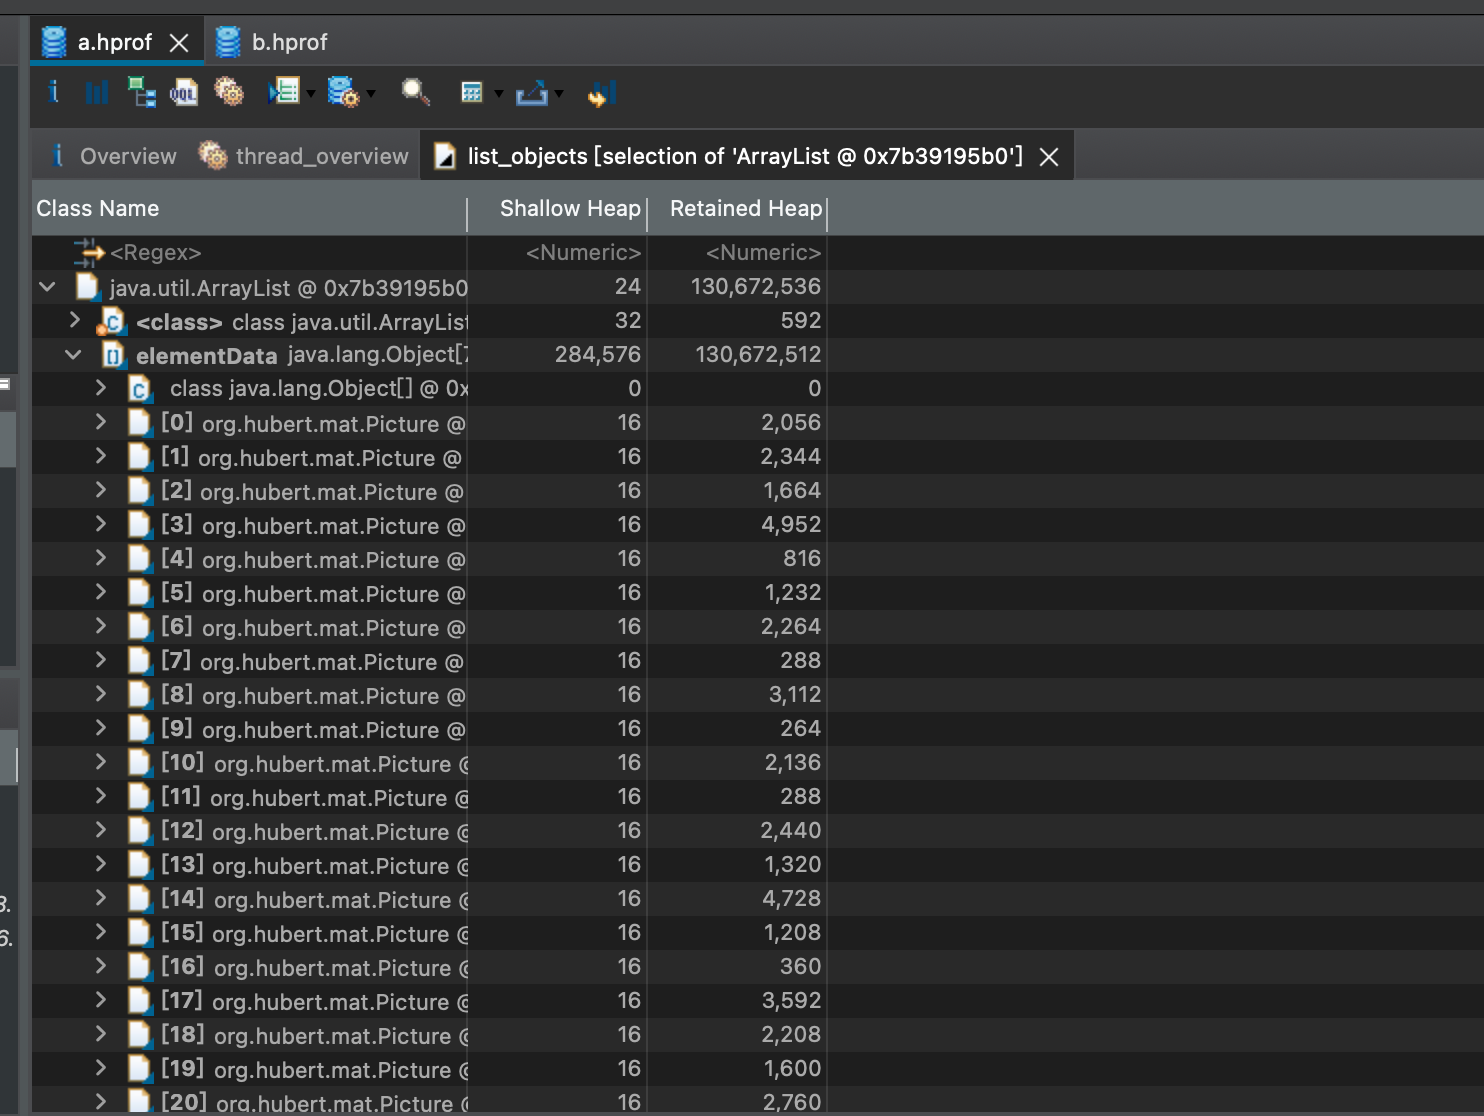 a.hprof b.hprof
OQL
Overview thread_overview list_objects [selection of 'ArrayList @ 0x7b39195b0']
Class Name Shallow Heap Retained Heap
<Regex> <Numeric> <Numeric>
java.util.ArrayList @ 0x7b39195b0 24 130,672,536
<class> class java.util.ArrayList 32 592
elementData java.lang.Object[7 284,576 130,672,512
class java.lang.Object[] @ 0x 0 0
[0] org.hubert.mat.Picture @ 16 2,056
[1] org.hubert.mat.Picture @ 16 2,344
[2] org.hubert.mat.Picture @ 16 1,664
[3] org.hubert.mat.Picture @ 16 4,952
[4] org.hubert.mat.Picture @ 16 816
[5] org.hubert.mat.Picture @ 16 1,232
[6] org.hubert.mat.Picture @ 16 2,264
[7] org.hubert.mat.Picture @ 16 288
[8] org.hubert.mat.Picture @ 16 3,112
[9] org.hubert.mat.Picture @ 16 264
[10] org.hubert.mat.Picture @ 16 2,136
[11] org.hubert.mat.Picture @ 16 288
[12] org.hubert.mat.Picture @ 16 2,440
[13] org.hubert.mat.Picture @ 16 1,320
[14] org.hubert.mat.Picture @ 16 4,728
[15] org.hubert.mat.Picture @ 16 1,208
[16] org.hubert.mat.Picture @ 16 360
[17] org.hubert.mat.Picture @ 16 3,592
[18] org.hubert.mat.Picture @ 16 2,208
[19] org.hubert.mat.Picture @ 16 1,600
[20] org.hubert.mat.Picture @ 16 2,760